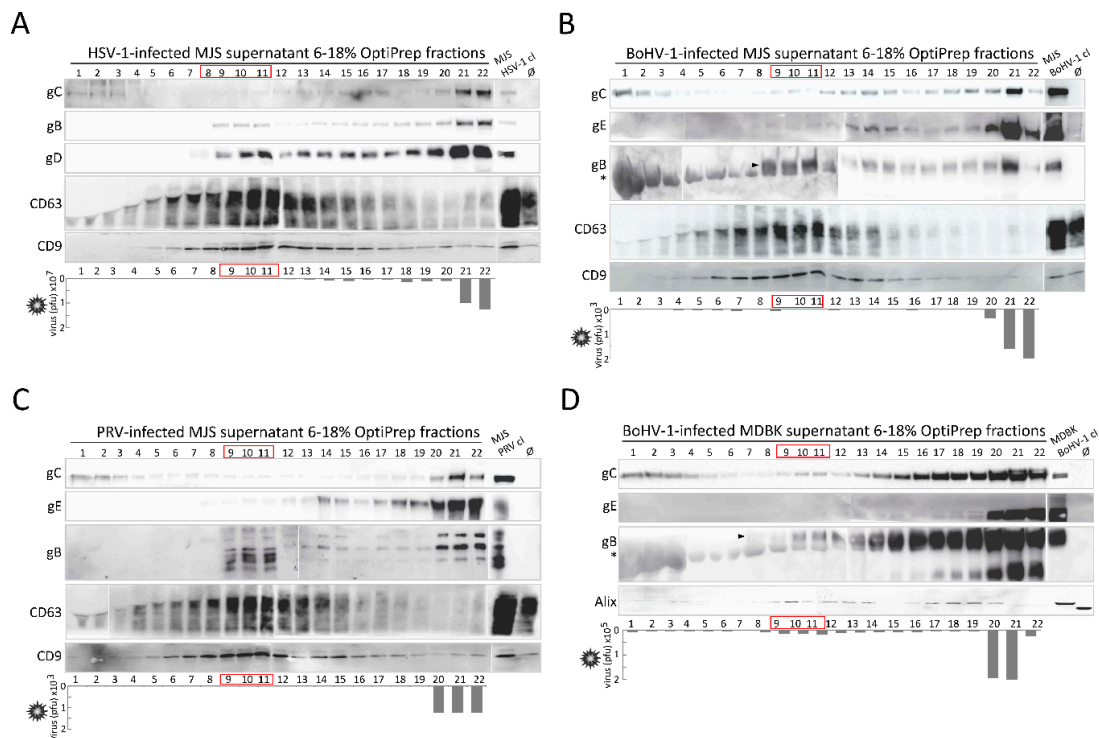 A
HSV-1-infected MJS supernatant 6-18% OptiPrep fractions
MJS
HSV-1 cl
Ø
1 2 3 4 5 6 7 8 9 10 11 12 13 14 15 16 17 18 19 20 21 22
gC
gB
gD
CD63
CD9
1 2 3 4 5 6 7 8 9 10 11 12 13 14 15 16 17 18 19 20 21 22
virus (pfu) x10⁷
0
1
2
B
BoHV-1-infected MJS supernatant 6-18% OptiPrep fractions
MJS
BoHV-1 cl
Ø
1 2 3 4 5 6 7 8 9 10 11 12 13 14 15 16 17 18 19 20 21 22
gC
gE
gB
*
CD63
CD9
1 2 3 4 5 6 7 8 9 10 11 12 13 14 15 16 17 18 19 20 21 22
virus (pfu) x10³
0
1
2
C
PRV-infected MJS supernatant 6-18% OptiPrep fractions
MJS
PRV cl
Ø
1 2 3 4 5 6 7 8 9 10 11 12 13 14 15 16 17 18 19 20 21 22
gC
gE
gB
CD63
CD9
1 2 3 4 5 6 7 8 9 10 11 12 13 14 15 16 17 18 19 20 21 22
virus (pfu) x10³
0
1
2
D
BoHV-1-infected MDBK supernatant 6-18% OptiPrep fractions
MDBK
BoHV-1 cl
Ø
1 2 3 4 5 6 7 8 9 10 11 12 13 14 15 16 17 18 19 20 21 22
gC
gE
gB
*
Alix
1 2 3 4 5 6 7 8 9 10 11 12 13 14 15 16 17 18 19 20 21 22
virus (pfu) x10⁵
0
1
2